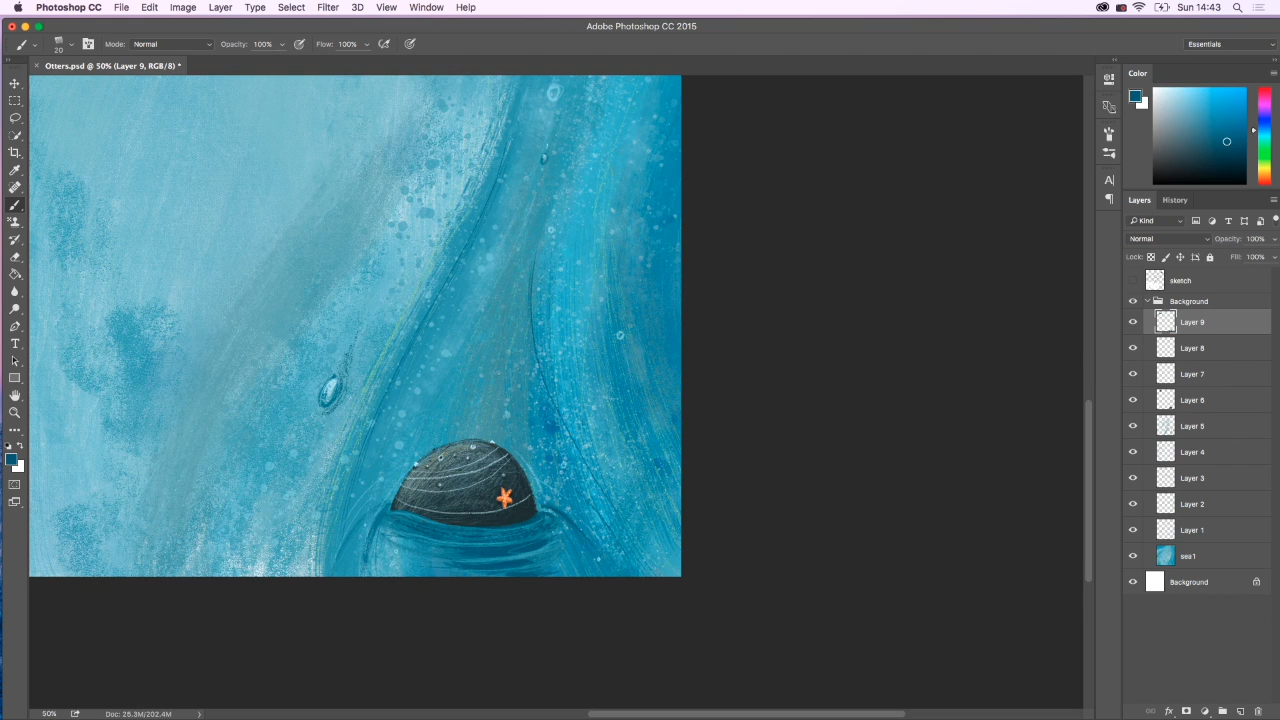 Photoshop CC File Edit Image Layer Type Select Filter 3D View Window Help Sun 14:43
Adobe Photoshop CC 2015
20 Mode: Normal Opacity: 100% Flow: 100% Essentials
Otters.psd @ 50% (Layer 9, RGB/8) *
Color
Layers History
Kind
Normal Opacity: 100%
Lock: Fill: 100%
sketch
Background
Layer 9
Layer 8
Layer 7
Layer 6
Layer 5
Layer 4
Layer 3
Layer 2
Layer 1
sea1
Background
50% Doc: 25.3M/202.4M